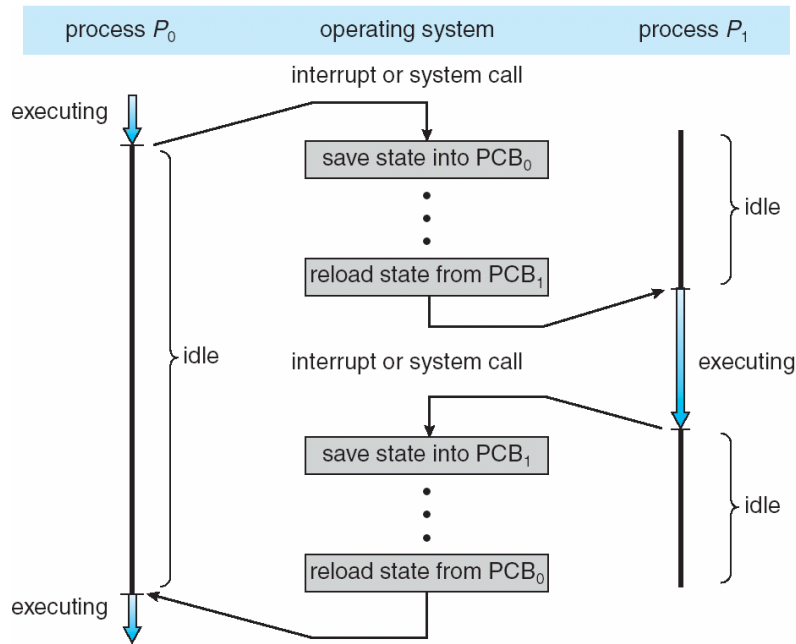 process P₀ operating system process P₁
interrupt or system call
executing
save state into PCB₀
idle
reload state from PCB₁
idle
interrupt or system call
executing
save state into PCB₁
idle
reload state from PCB₀
executing